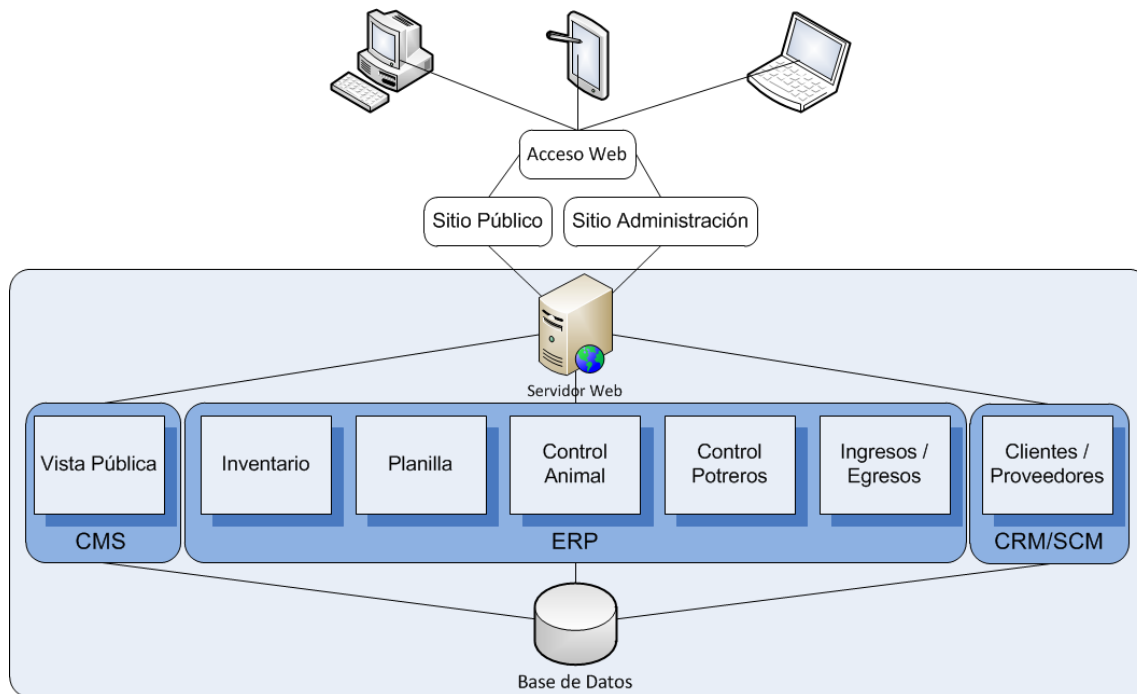 Acceso Web
Sitio Público
Sitio Administración
Servidor Web
Vista Pública
Inventario
Planilla
Control
Animal
Control
Potreros
Ingresos /
Egresos
Clientes /
Proveedores
CMS
ERP
CRM/SCM
Base de Datos